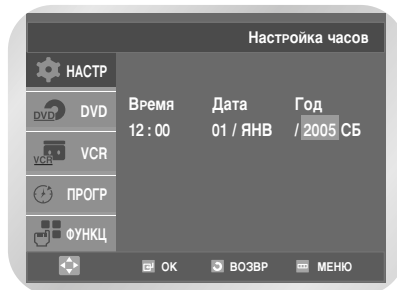 Настройка часов
НАСТР
DVD DVD
Время Дата Год
12 : 00 01 / ЯНВ / 2005 СБ
VCR VCR
ПРОГР
ФУНКЦ
ОК ВОЗВР МЕНЮ